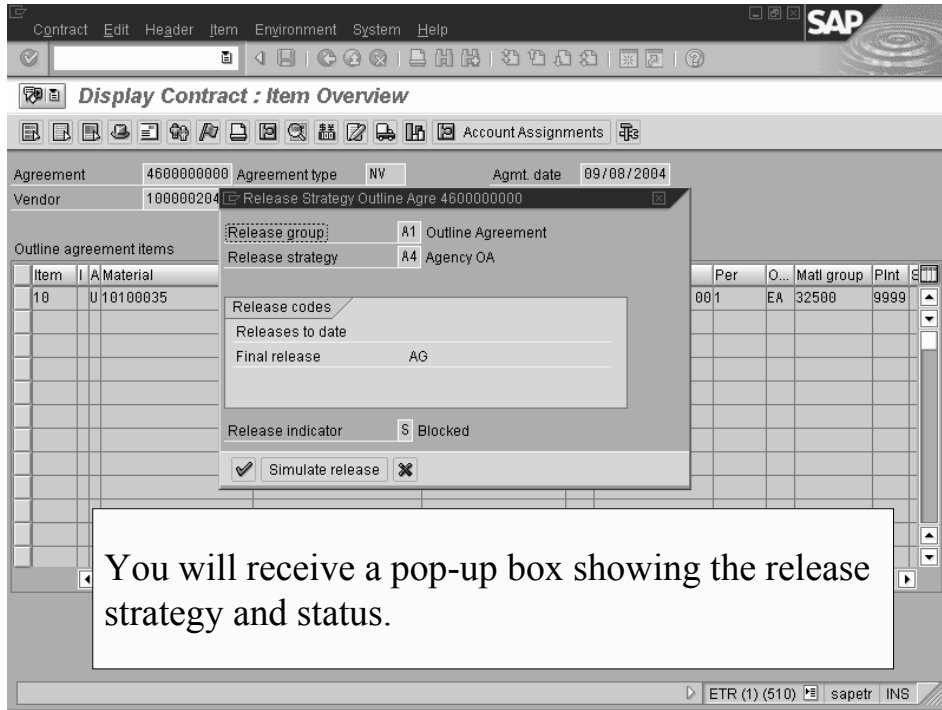 Contract Edit Header Item Environment System Help
SAP
Display Contract : Item Overview
Account Assignments
Agreement 4600000000 Agreement type NV Agmt. date 09/08/2004
Vendor 100000204
Release Strategy Outline Agre 4600000000
Release group A1 Outline Agreement
Release strategy A4 Agency OA
Outline agreement items
Item I A Material Per O... Matl group Plnt S
10 U 10100035 00 1 EA 32500 9999
Release codes
Releases to date
Final release AG
Release indicator S Blocked
Simulate release
You will receive a pop-up box showing the release
strategy and status.
ETR (1) (510) sapetr INS